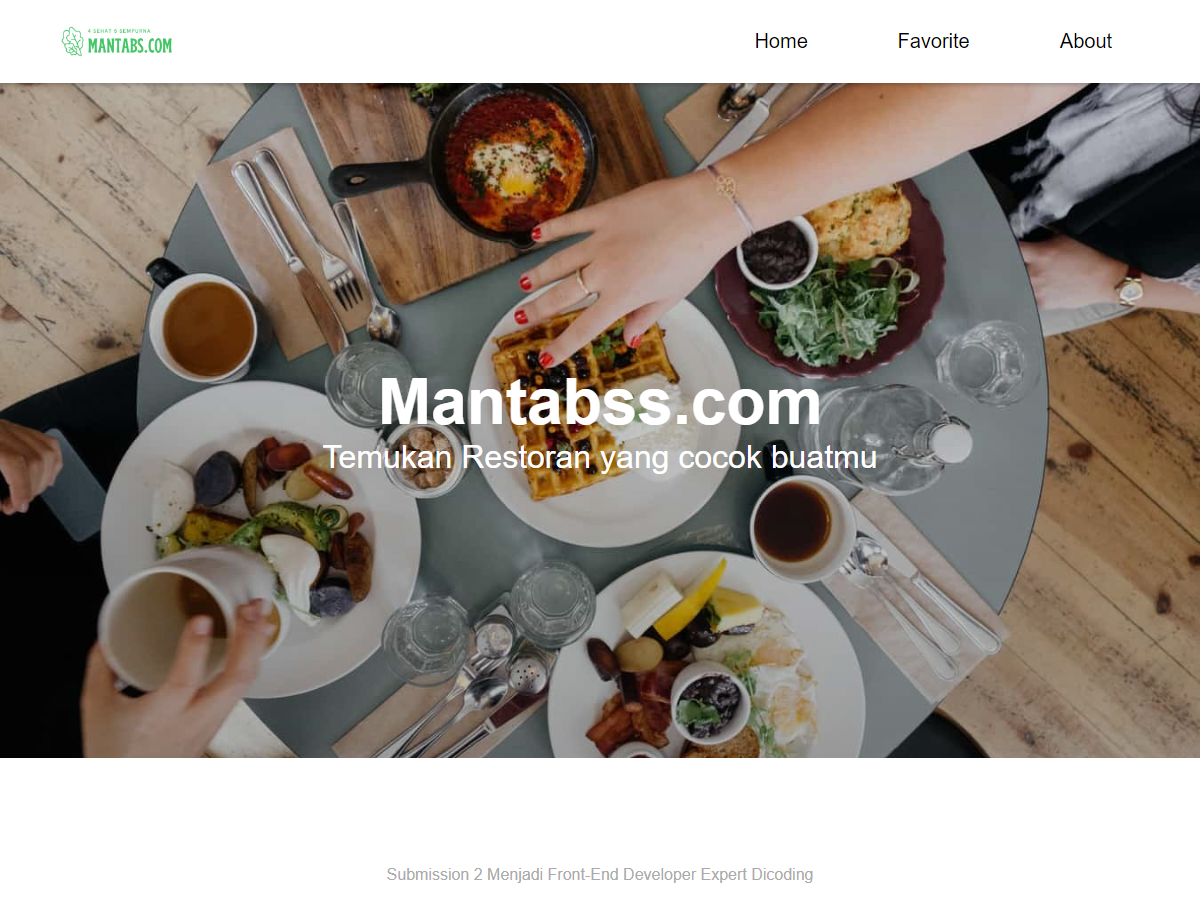 4 SEHAT 5 SEMPURNA
MANTABS.COM
Home
Favorite
About
Mantabss.com
Temukan Restoran yang cocok buatmu
Submission 2 Menjadi Front-End Developer Expert Dicoding